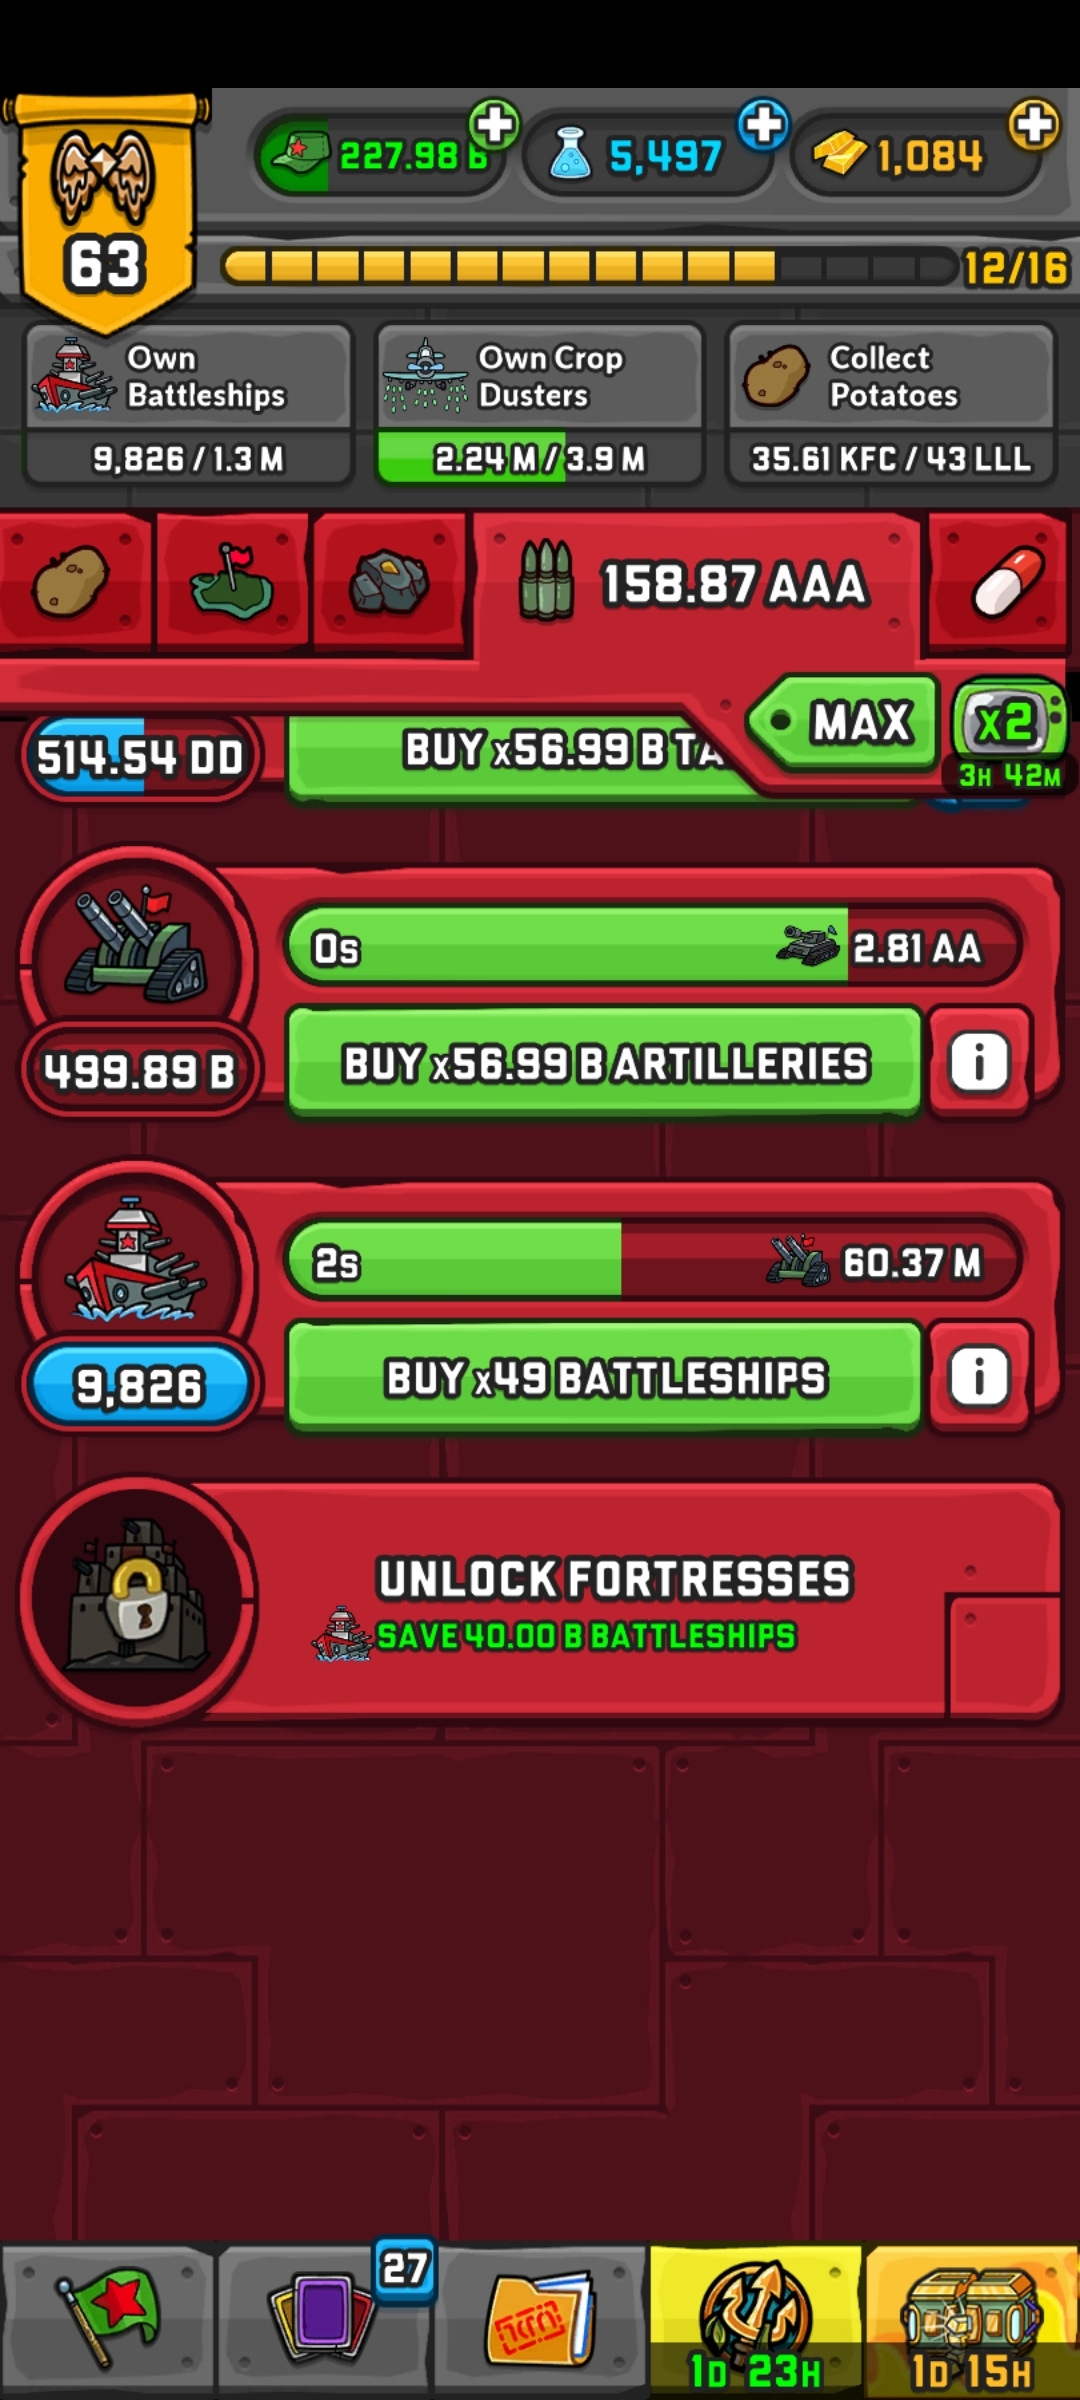 227.98 B
5,497
1,084
63
12/16
Own
Battleships
9,826 / 1.3 M
Own Crop
Dusters
2.24 M / 3.9 M
Collect
Potatoes
35.61 KFC / 43 LLL
158.87 AAA
MAX
x2
3H 42M
514.54 DD
BUY x56.99 B TA
0s
2.81 AA
499.89 B
BUY x56.99 B ARTILLERIES
i
2s
60.37 M
9,826
BUY x49 BATTLESHIPS
i
UNLOCK FORTRESSES
SAVE 40.00 B BATTLESHIPS
27
1D 23H
1D 15H